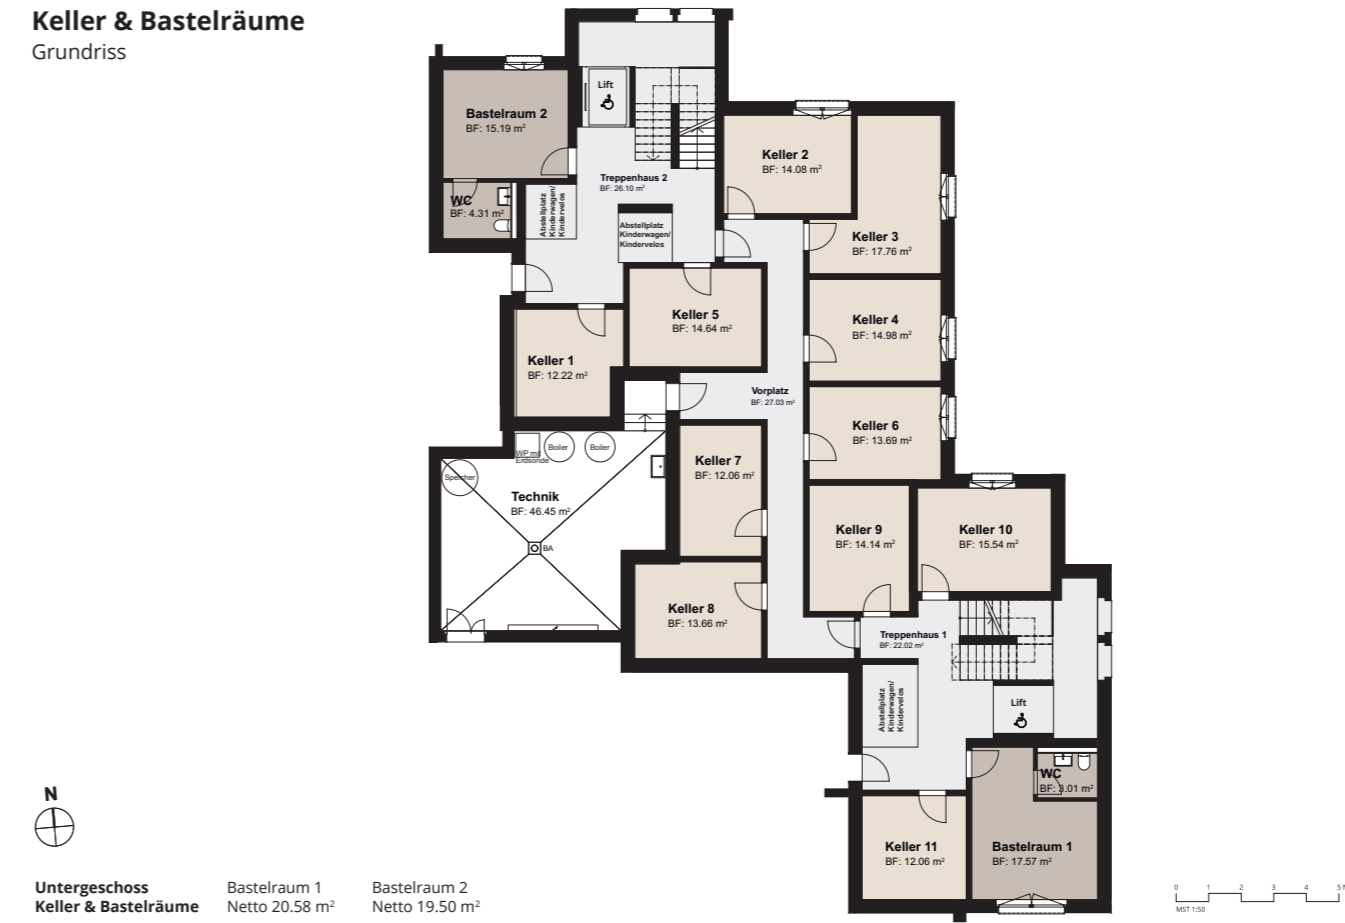 Keller & Bastelräume
Grundriss
Lift
Bastelraum 2
BF: 15.19 m²
Keller 2
BF: 14.08 m²
Treppenhaus 2
BF: 26.10 m²
WC
BF: 4.31 m²
Abstellplatz
Kinderwagen/
Kindervelos
Abstellplatz
Kinderwagen/
Kindervelos
Keller 3
BF: 17.76 m²
Keller 5
BF: 14.64 m²
Keller 4
BF: 14.98 m²
Keller 1
BF: 12.22 m²
Vorplatz
BF: 27.03 m²
Keller 6
BF: 13.69 m²
WP mit
Erdsonde
Boiler
Boiler
Speicher
Keller 7
BF: 12.06 m²
Technik
BF: 46.45 m²
BA
Keller 9
BF: 14.14 m²
Keller 10
BF: 15.54 m²
Keller 8
BF: 13.66 m²
Treppenhaus 1
BF: 22.02 m²
Abstellplatz
Kinderwagen/
Kindervelos
Lift
WC
BF: 3.01 m²
Keller 11
BF: 12.06 m²
Bastelraum 1
BF: 17.57 m²
N
Untergeschoss Bastelraum 1 Bastelraum 2
Keller & Bastelräume Netto 20.58 m² Netto 19.50 m²
0 1 2 3 4 5 M
MST 1:50